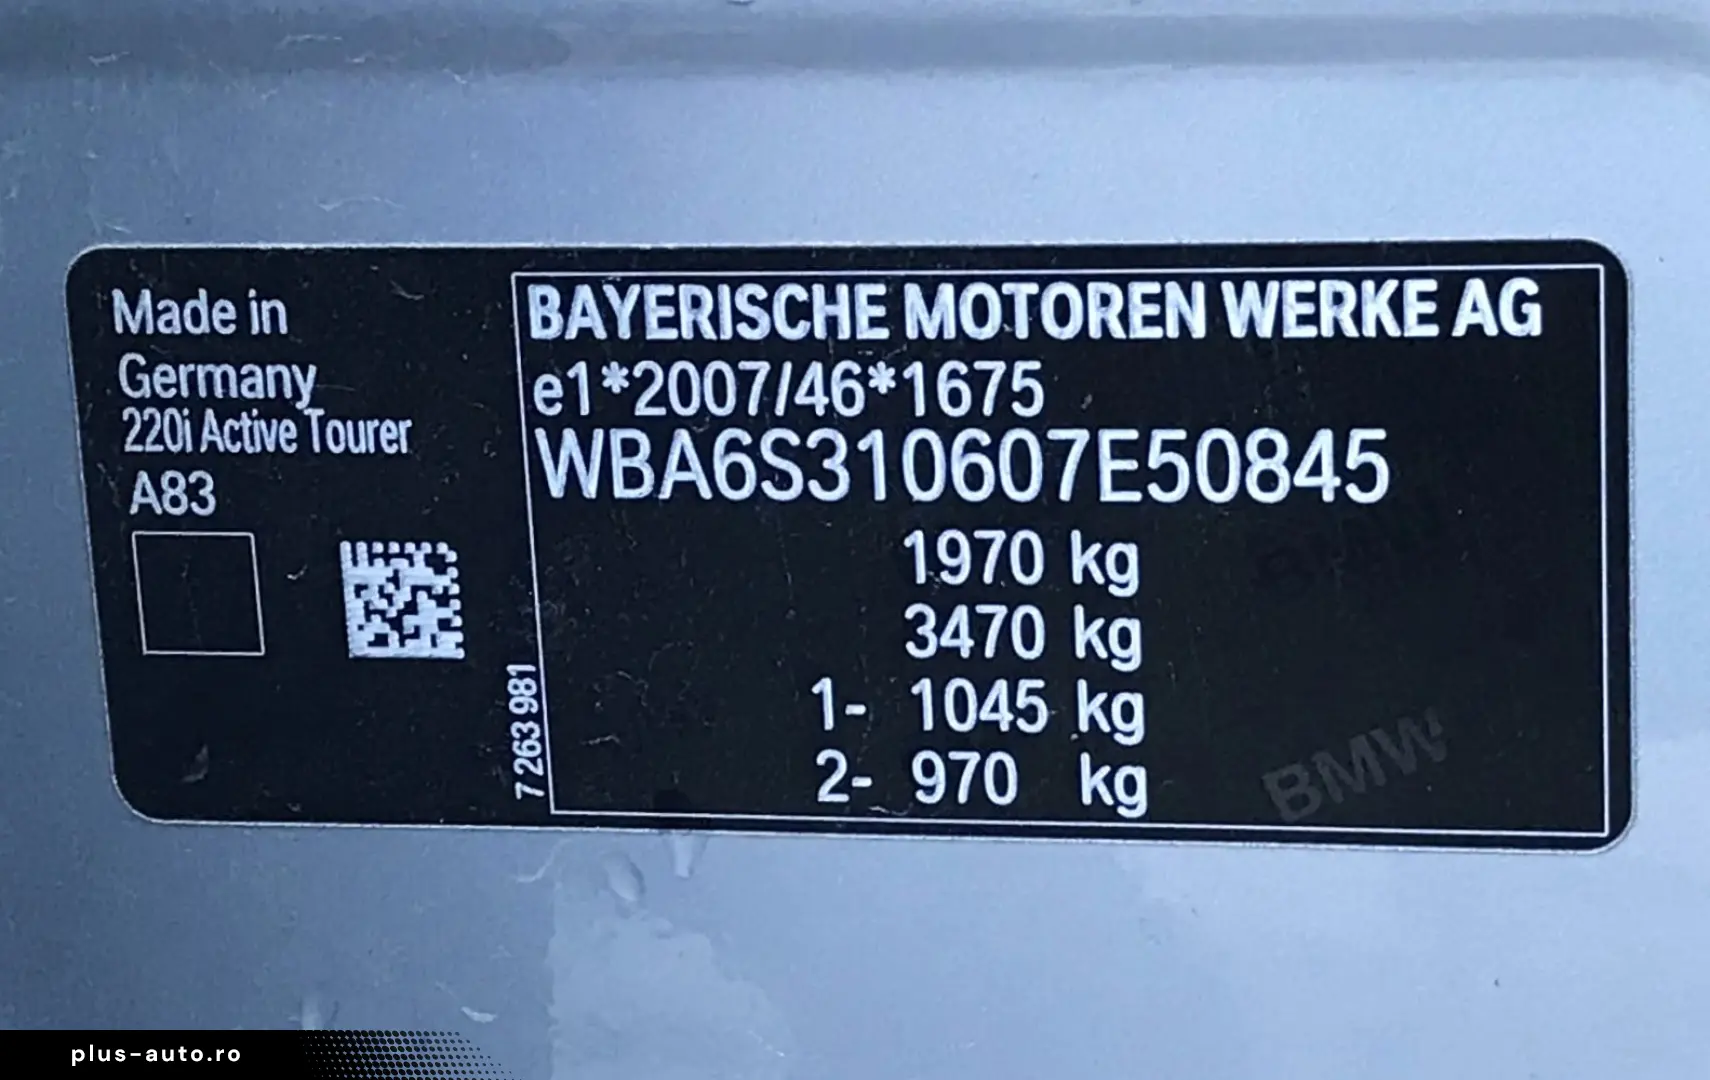 Made in
Germany
220i Active Tourer
A83
7 263 981
BAYERISCHE MOTOREN WERKE AG
e1*2007/46*1675
WBA6S310607E50845
1970 kg
3470 kg
1- 1045 kg
2- 970 kg
BMW
BMW
plus-auto.ro